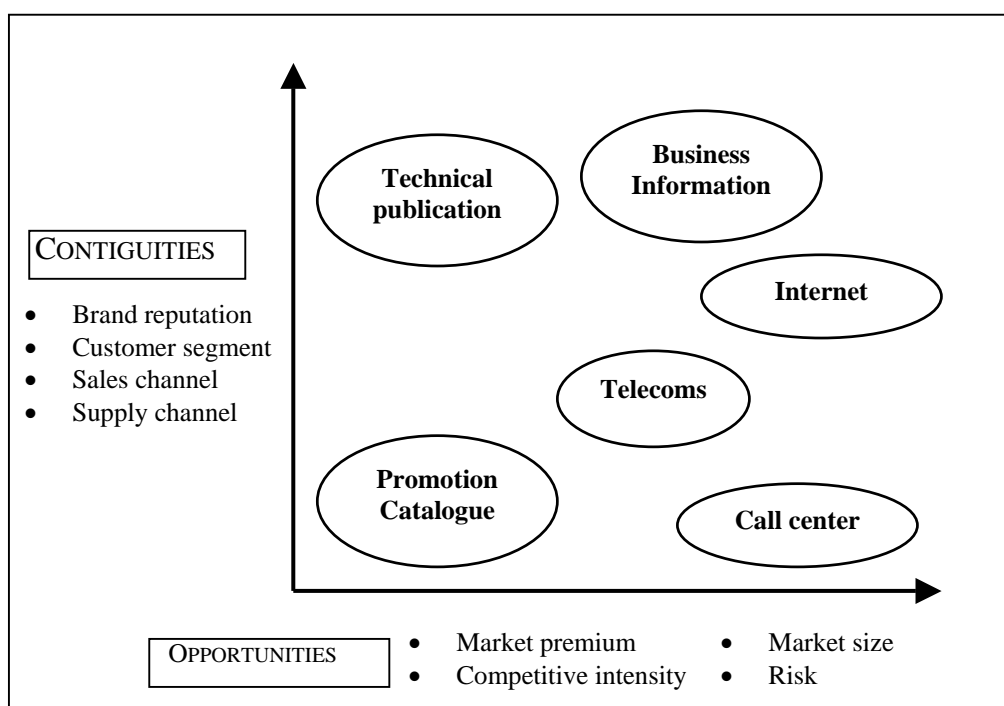 Technical
publication
Business
Information
CONTIGUITIES
• Brand reputation
• Customer segment
• Sales channel
• Supply channel
Internet
Telecoms
Promotion
Catalogue
Call center
OPPORTUNITIES
• Market premium
• Competitive intensity
• Market size
• Risk